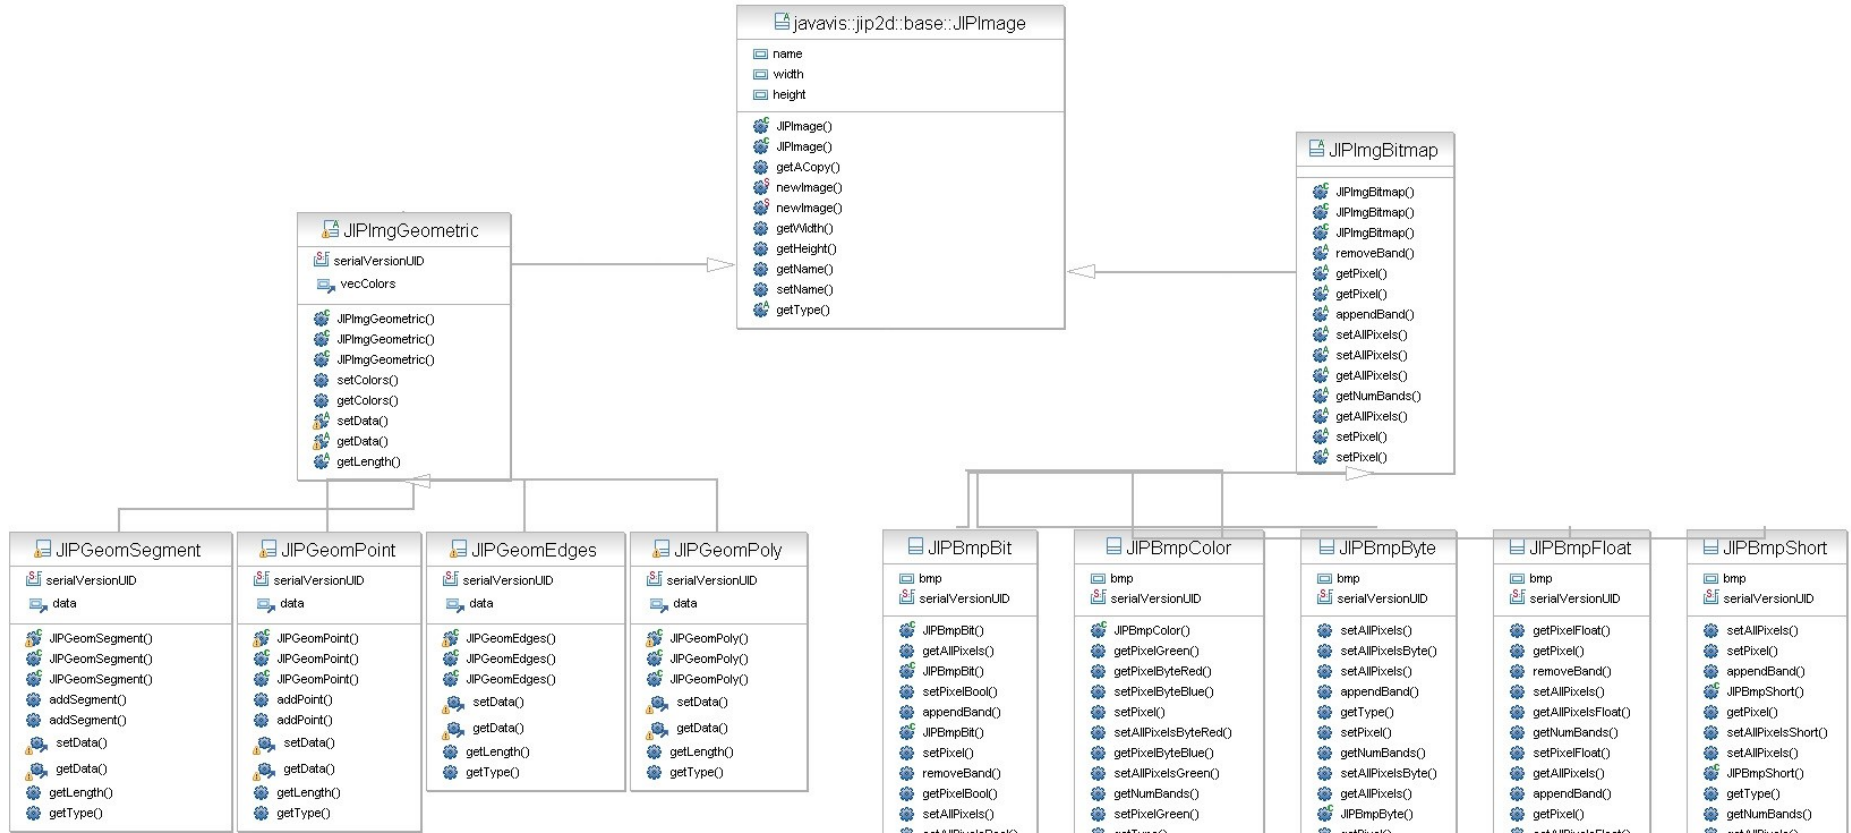 javavis::jip2d::base::JIPImage
name
width
height
JIPImage()
JIPImage()
getACopy()
newImage()
newImage()
getWidth()
getHeight()
getName()
setName()
getType()
JIPImgBitmap
JIPImgBitmap()
JIPImgBitmap()
JIPImgBitmap()
removeBand()
getPixel()
getPixel()
appendBand()
setAllPixels()
setAllPixels()
getAllPixels()
getNumBands()
getAllPixels()
setPixel()
setPixel()
JIPImgGeometric
serialVersionUID
vecColors
JIPImgGeometric()
JIPImgGeometric()
JIPImgGeometric()
setColors()
getColors()
setData()
getData()
getLength()
JIPGeomSegment
serialVersionUID
data
JIPGeomSegment()
JIPGeomSegment()
JIPGeomSegment()
addSegment()
addSegment()
setData()
getData()
getLength()
getType()
JIPGeomPoint
serialVersionUID
data
JIPGeomPoint()
JIPGeomPoint()
JIPGeomPoint()
addPoint()
addPoint()
setData()
getData()
getLength()
getType()
JIPGeomEdges
serialVersionUID
data
JIPGeomEdges()
JIPGeomEdges()
JIPGeomEdges()
setData()
getData()
getLength()
getType()
JIPGeomPoly
serialVersionUID
data
JIPGeomPoly()
JIPGeomPoly()
JIPGeomPoly()
setData()
getData()
getLength()
getType()
JIPBmpBit
bmp
serialVersionUID
JIPBmpBit()
getAllPixels()
JIPBmpBit()
setPixelBool()
appendBand()
JIPBmpBit()
setPixel()
removeBand()
getPixelBool()
setAllPixels()
JIPBmpColor
bmp
serialVersionUID
JIPBmpColor()
getPixelGreen()
getPixelByteRed()
setPixelByteBlue()
setPixel()
setAllPixelsByteRed()
getPixelByteBlue()
setAllPixelsGreen()
getNumBands()
setPixelGreen()
JIPBmpByte
bmp
serialVersionUID
setAllPixels()
setAllPixelsByte()
setAllPixels()
appendBand()
getType()
setPixel()
getNumBands()
setAllPixelsByte()
getAllPixels()
JIPBmpByte()
JIPBmpFloat
bmp
serialVersionUID
getPixelFloat()
getPixel()
removeBand()
setAllPixels()
getAllPixelsFloat()
getNumBands()
setPixelFloat()
getAllPixels()
appendBand()
getPixel()
JIPBmpShort
bmp
serialVersionUID
setAllPixels()
setPixel()
appendBand()
JIPBmpShort()
getPixel()
setAllPixelsShort()
setAllPixels()
JIPBmpShort()
getType()
getNumBands()